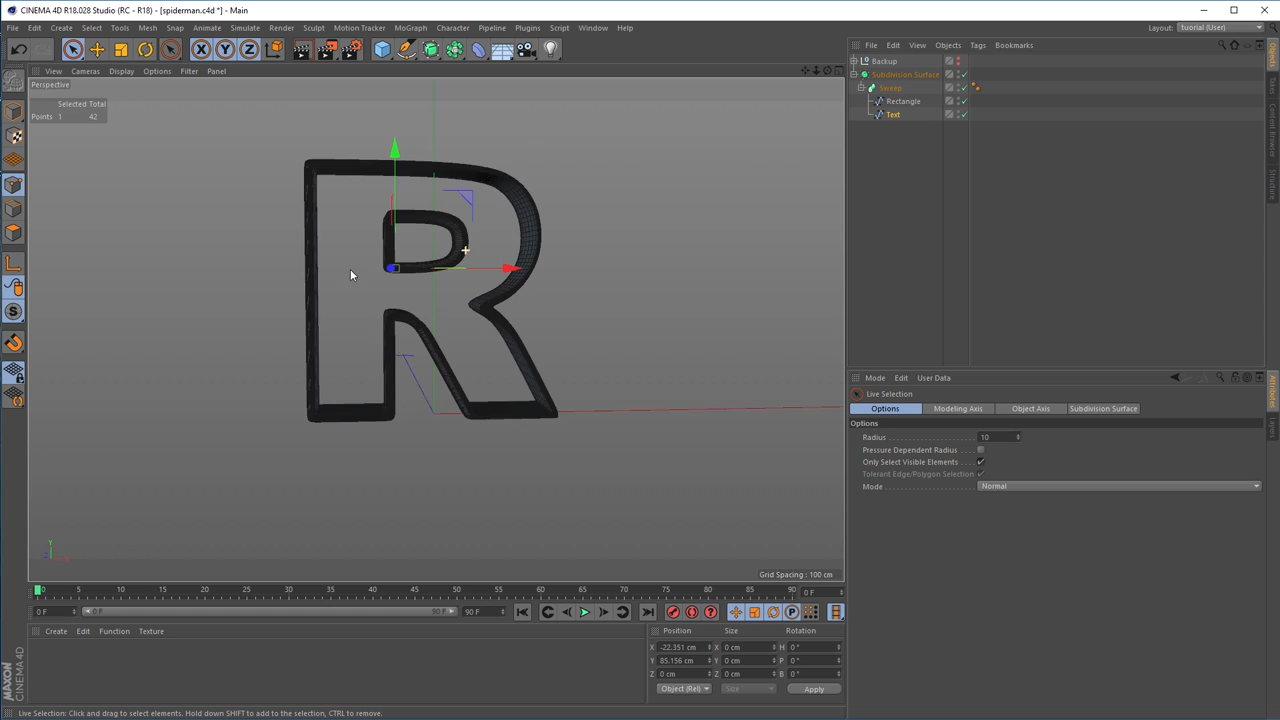 CINEMA 4D R18.028 Studio (RC - R18) - [spiderman.c4d *] - Main
File Edit Create Select Tools Mesh Snap Animate Simulate Render Sculpt Motion Tracker MoGraph Character Pipeline Plugins Script Window Help Layout: tuorial (User)
X Y Z
File Edit View Objects Tags Bookmarks
Backup
Subdivision Surface
Sweep
Rectangle
Text
View Cameras Display Options Filter Panel
Perspective
Selected Total
Points 1 42
R
Y
Grid Spacing : 100 cm
Objects
Takes
Content Browser
Structure
Mode Edit User Data
Live Selection
Options Modeling Axis Object Axis Subdivision Surface
Options
Radius 10
Pressure Dependent Radius
Only Select Visible Elements
Tolerant Edge/Polygon Selection
Mode Normal
Attributes
Layers
0 5 10 15 20 25 30 35 40 45 50 55 60 65 70 75 80 85 90 0 F
0 F 0 F 90 F 90 F
Create Edit Function Texture
Position Size Rotation
X -22.351 cm X 0 cm H 0 °
Y 85.156 cm Y 0 cm P 0 °
Z 0 cm Z 0 cm B 0 °
Object (Rel) Size Apply
MAXON
CINEMA 4D
Live Selection: Click and drag to select elements. Hold down SHIFT to add to the selection, CTRL to remove.